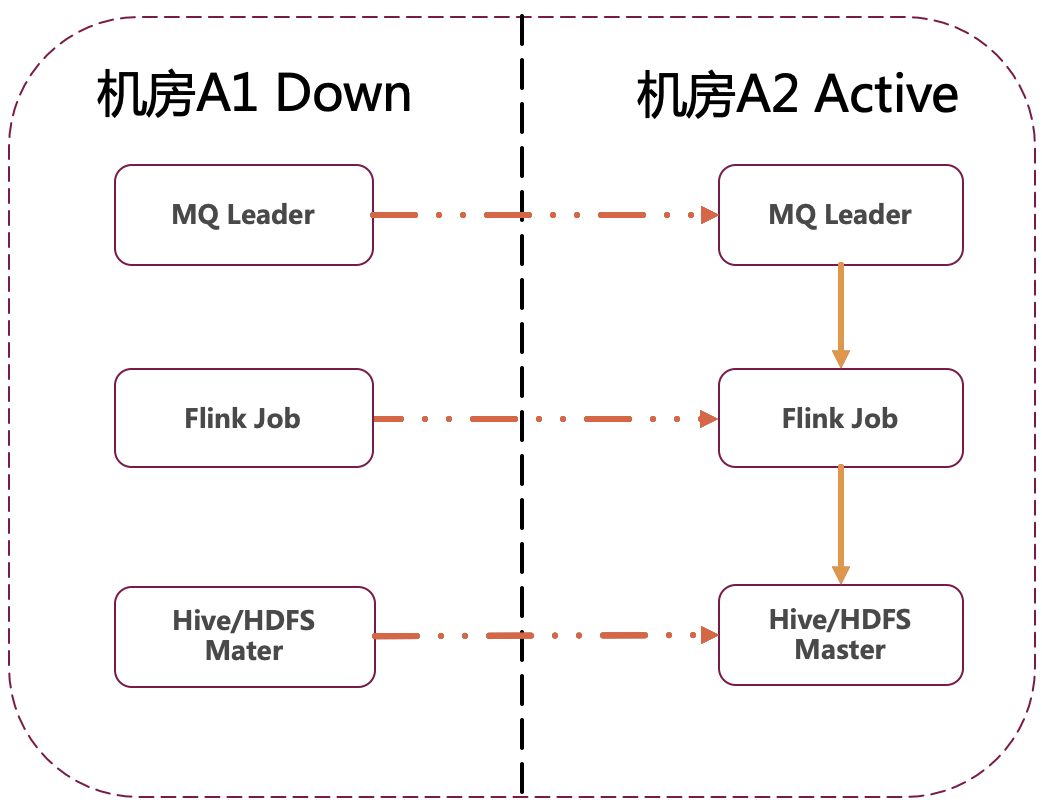 机房A1 Down
机房A2 Active
MQ Leader
MQ Leader
Flink Job
Flink Job
Hive/HDFS
Mater
Hive/HDFS
Master